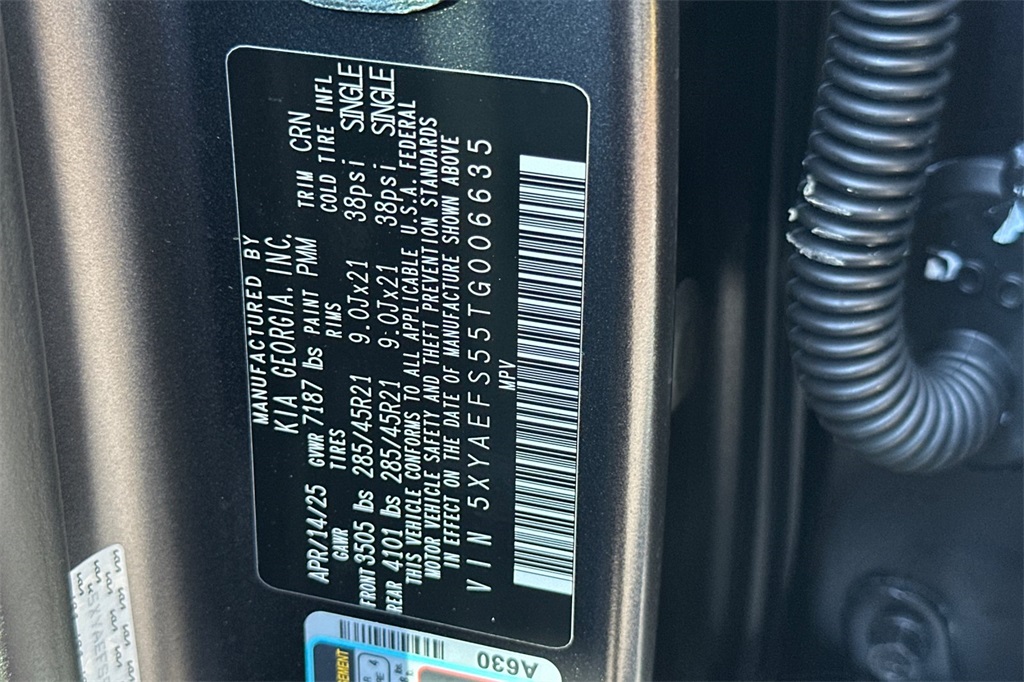 MANUFACTURED BY
KIA GEORGIA, INC.
APR/14/25 GVWR 7187 lbs PAINT PMM TRIM CRN
GAWR TIRES RIMS COLD TIRE INFL
FRONT 3505 lbs 285/45R21 9.0Jx21 38psi SINGLE
REAR 4101 lbs 285/45R21 9.0Jx21 38psi SINGLE
THIS VEHICLE CONFORMS TO ALL APPLICABLE U.S.A. FEDERAL
MOTOR VEHICLE SAFETY AND THEFT PREVENTION STANDARDS
IN EFFECT ON THE DATE OF MANUFACTURE SHOWN ABOVE
VIN 5XYAEFS55TG006635
MPV
A630